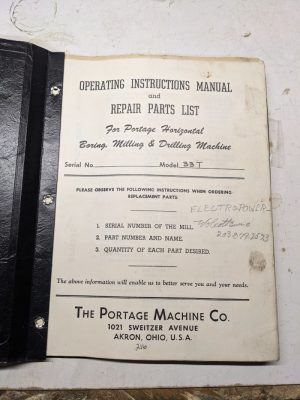 OPERATING INSTRUCTIONS MANUAL
and
REPAIR PARTS LIST
For Portage Horizontal
Boring, Milling & Drilling Machine
Serial No. Model 33T
PLEASE OBSERVE THE FOLLOWING INSTRUCTIONS WHEN ORDERING
REPLACEMENT PARTS.
ELECTROPOWER
1. SERIAL NUMBER OF THE MILL.
2. PART NUMBER AND NAME.
3. QUANTITY OF EACH PART DESIRED.
The above information will enable us to better serve you and your needs.
THE PORTAGE MACHINE CO.
1021 SWEITZER AVENUE
AKRON, OHIO, U.S.A.